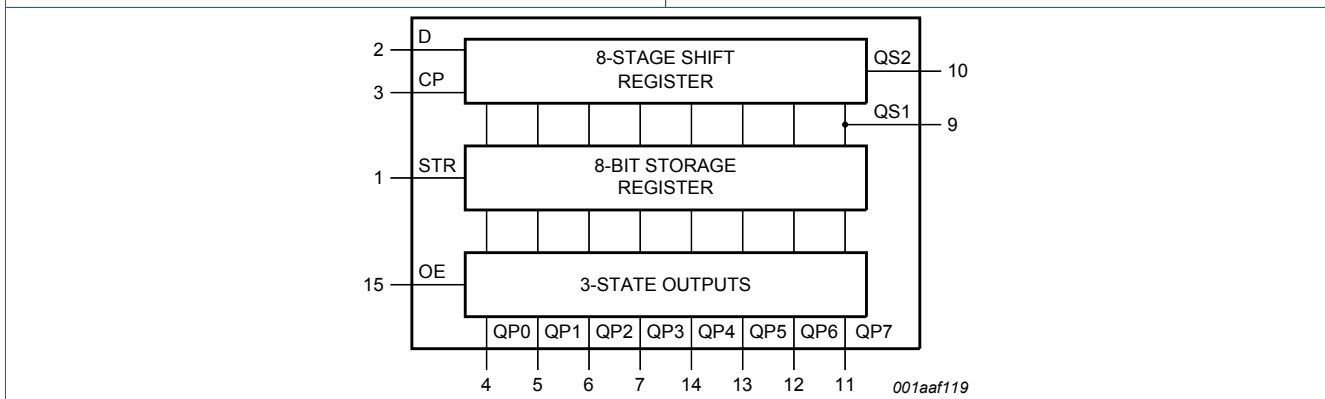 D
2
8-STAGE SHIFT
REGISTER
QS2
10
CP
3
QS1
9
STR
1
8-BIT STORAGE
REGISTER
OE
15
3-STATE OUTPUTS
QP0 QP1 QP2 QP3 QP4 QP5 QP6 QP7
4 5 6 7 14 13 12 11
001aaf119